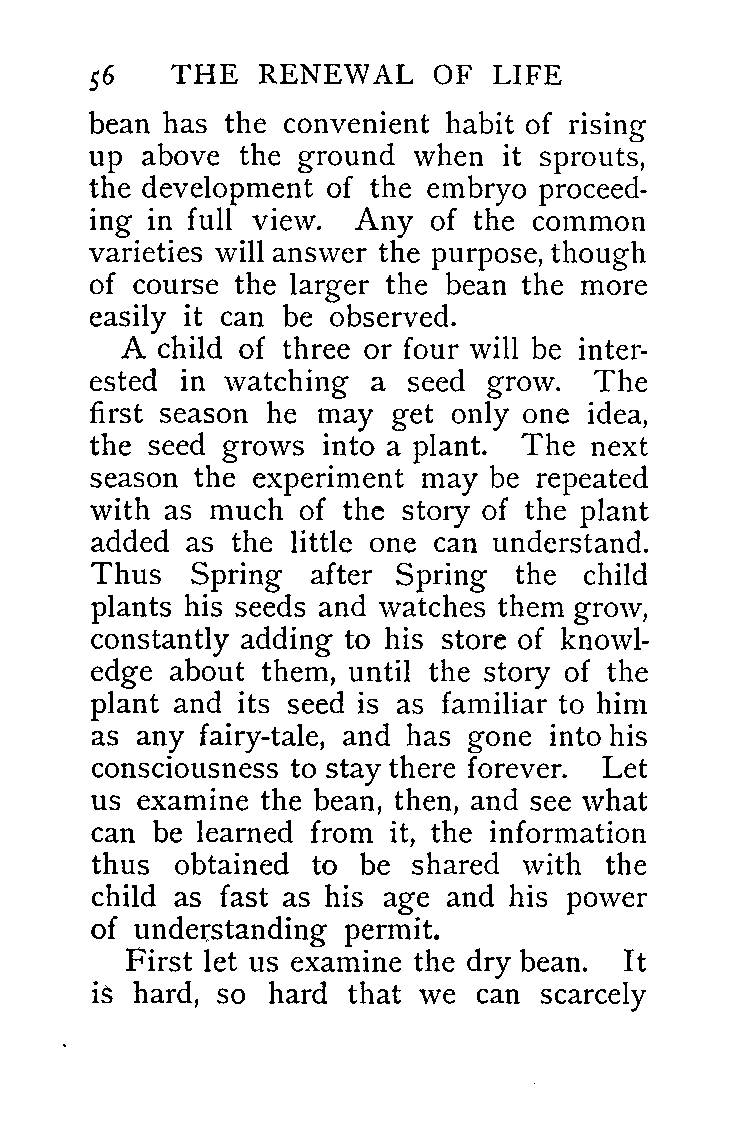 56 THE RENEWAL OF LIFE
bean has the convenient habit of rising
up above the ground when it sprouts,
the development of the embryo proceed-
ing in full view. Any of the common
varieties will answer the purpose, though
of course the larger the bean the more
easily it can be observed.
A child of three or four will be inter-
ested in watching a seed grow. The
first season he may get only one idea,
the seed grows into a plant. The next
season the experiment may be repeated
with as much of the story of the plant
added as the little one can understand.
Thus Spring after Spring the child
plants his seeds and watches them grow,
constantly adding to his store of knowl-
edge about them, until the story of the
plant and its seed is as familiar to him
as any fairy-tale, and has gone into his
consciousness to stay there forever. Let
us examine the bean, then, and see what
can be learned from it, the information
thus obtained to be shared with the
child as fast as his age and his power
of understanding permit.
First let us examine the dry bean. It
is hard, so hard that we can scarcely